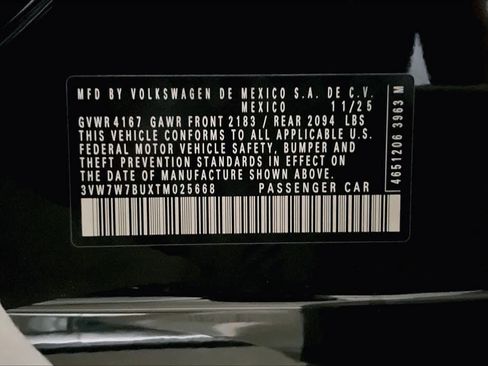 MFD BY VOLKSWAGEN DE MEXICO S.A. DE C.V.
MEXICO 11/25
GVWR 4167 GAWR FRONT 2183 / REAR 2094 LBS
THIS VEHICLE CONFORMS TO ALL APPLICABLE U.S.
FEDERAL MOTOR VEHICLE SAFETY, BUMPER AND
THEFT PREVENTION STANDARDS IN EFFECT ON THE
DATE OF MANUFACTURE SHOWN ABOVE.
3VW7W7BUXTM025668 PASSENGER CAR
4651206 3963 M